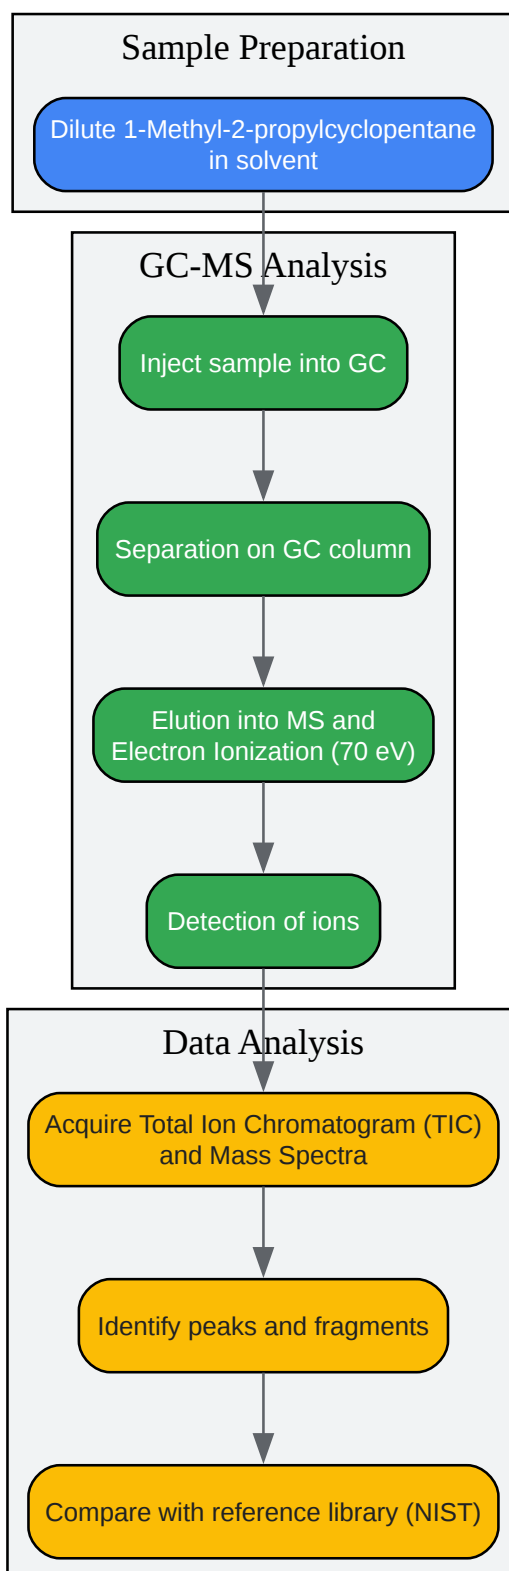 Sample Preparation
Dilute 1-Methyl-2-propylcyclopentane
in solvent
GC-MS Analysis
Inject sample into GC
Separation on GC column
Elution into MS and
Electron Ionization (70 eV)
Detection of ions
Data Analysis
Acquire Total Ion Chromatogram (TIC)
and Mass Spectra
Identify peaks and fragments
Compare with reference library (NIST)